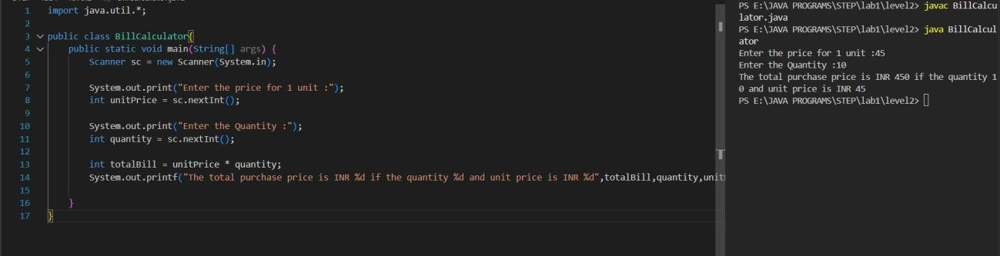 import java.util.*;
public class BillCalculator{
public static void main(String[] args) {
Scanner sc = new Scanner(System.in);
System.out.print("Enter the price for 1 unit :");
int unitPrice = sc.nextInt();
System.out.print("Enter the Quantity :");
int quantity = sc.nextInt();
int totalBill = unitPrice * quantity;
System.out.printf("The total purchase price is INR %d if the quantity %d and unit price is INR %d",totalBill,quantity,unit
}
}
1
2
3
4
5
6
7
8
9
10
11
12
13
14
15
16
17
PS E:\JAVA PROGRAMS\STEP\lab1\level2> javac BillCalcu
lator.java
PS E:\JAVA PROGRAMS\STEP\lab1\level2> java BillCalcul
ator
Enter the price for 1 unit :45
Enter the Quantity :10
The total purchase price is INR 450 if the quantity 1
0 and unit price is INR 45
PS E:\JAVA PROGRAMS\STEP\lab1\level2>